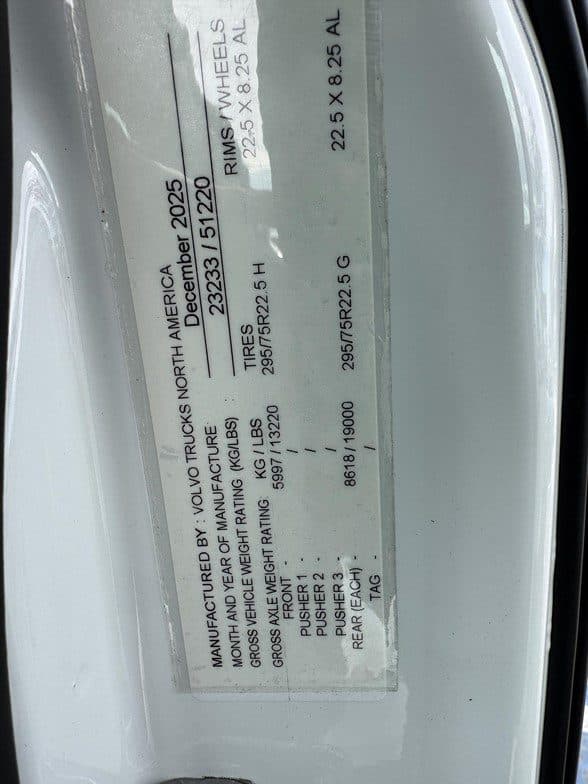 MANUFACTURED BY : VOLVO TRUCKS NORTH AMERICA
MONTH AND YEAR OF MANUFACTURE December 2025
GROSS VEHICLE WEIGHT RATING (KG/LBS) : 23233 / 51220
GROSS AXLE WEIGHT RATING KG / LBS TIRES RIMS / WHEELS
FRONT - 5997 / 13220 295/75R22.5 H 22.5 X 8.25 AL
PUSHER 1 - /
PUSHER 2 - /
PUSHER 3 - /
REAR (EACH) - 8618 / 19000 295/75R22.5 G 22.5 X 8.25 AL
TAG - /